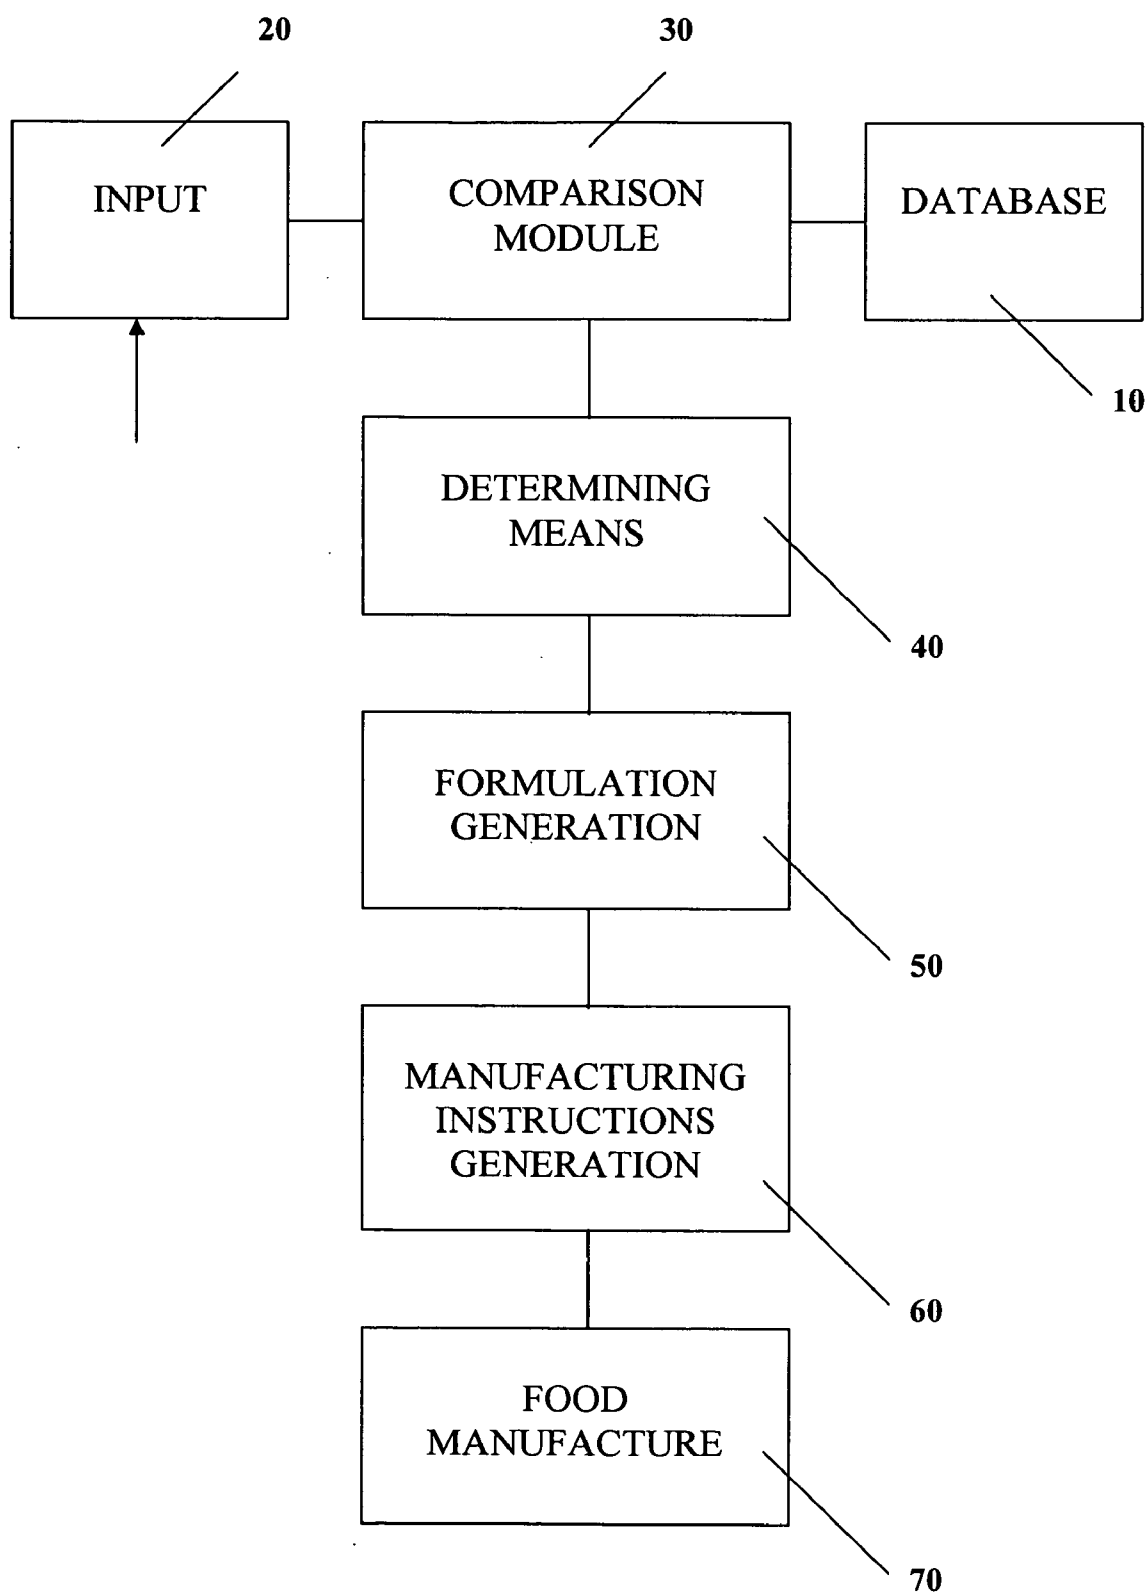 20
30
INPUT
COMPARISON
MODULE
DATABASE
10
DETERMINING
MEANS
40
FORMULATION
GENERATION
50
MANUFACTURING
INSTRUCTIONS
GENERATION
60
FOOD
MANUFACTURE
70